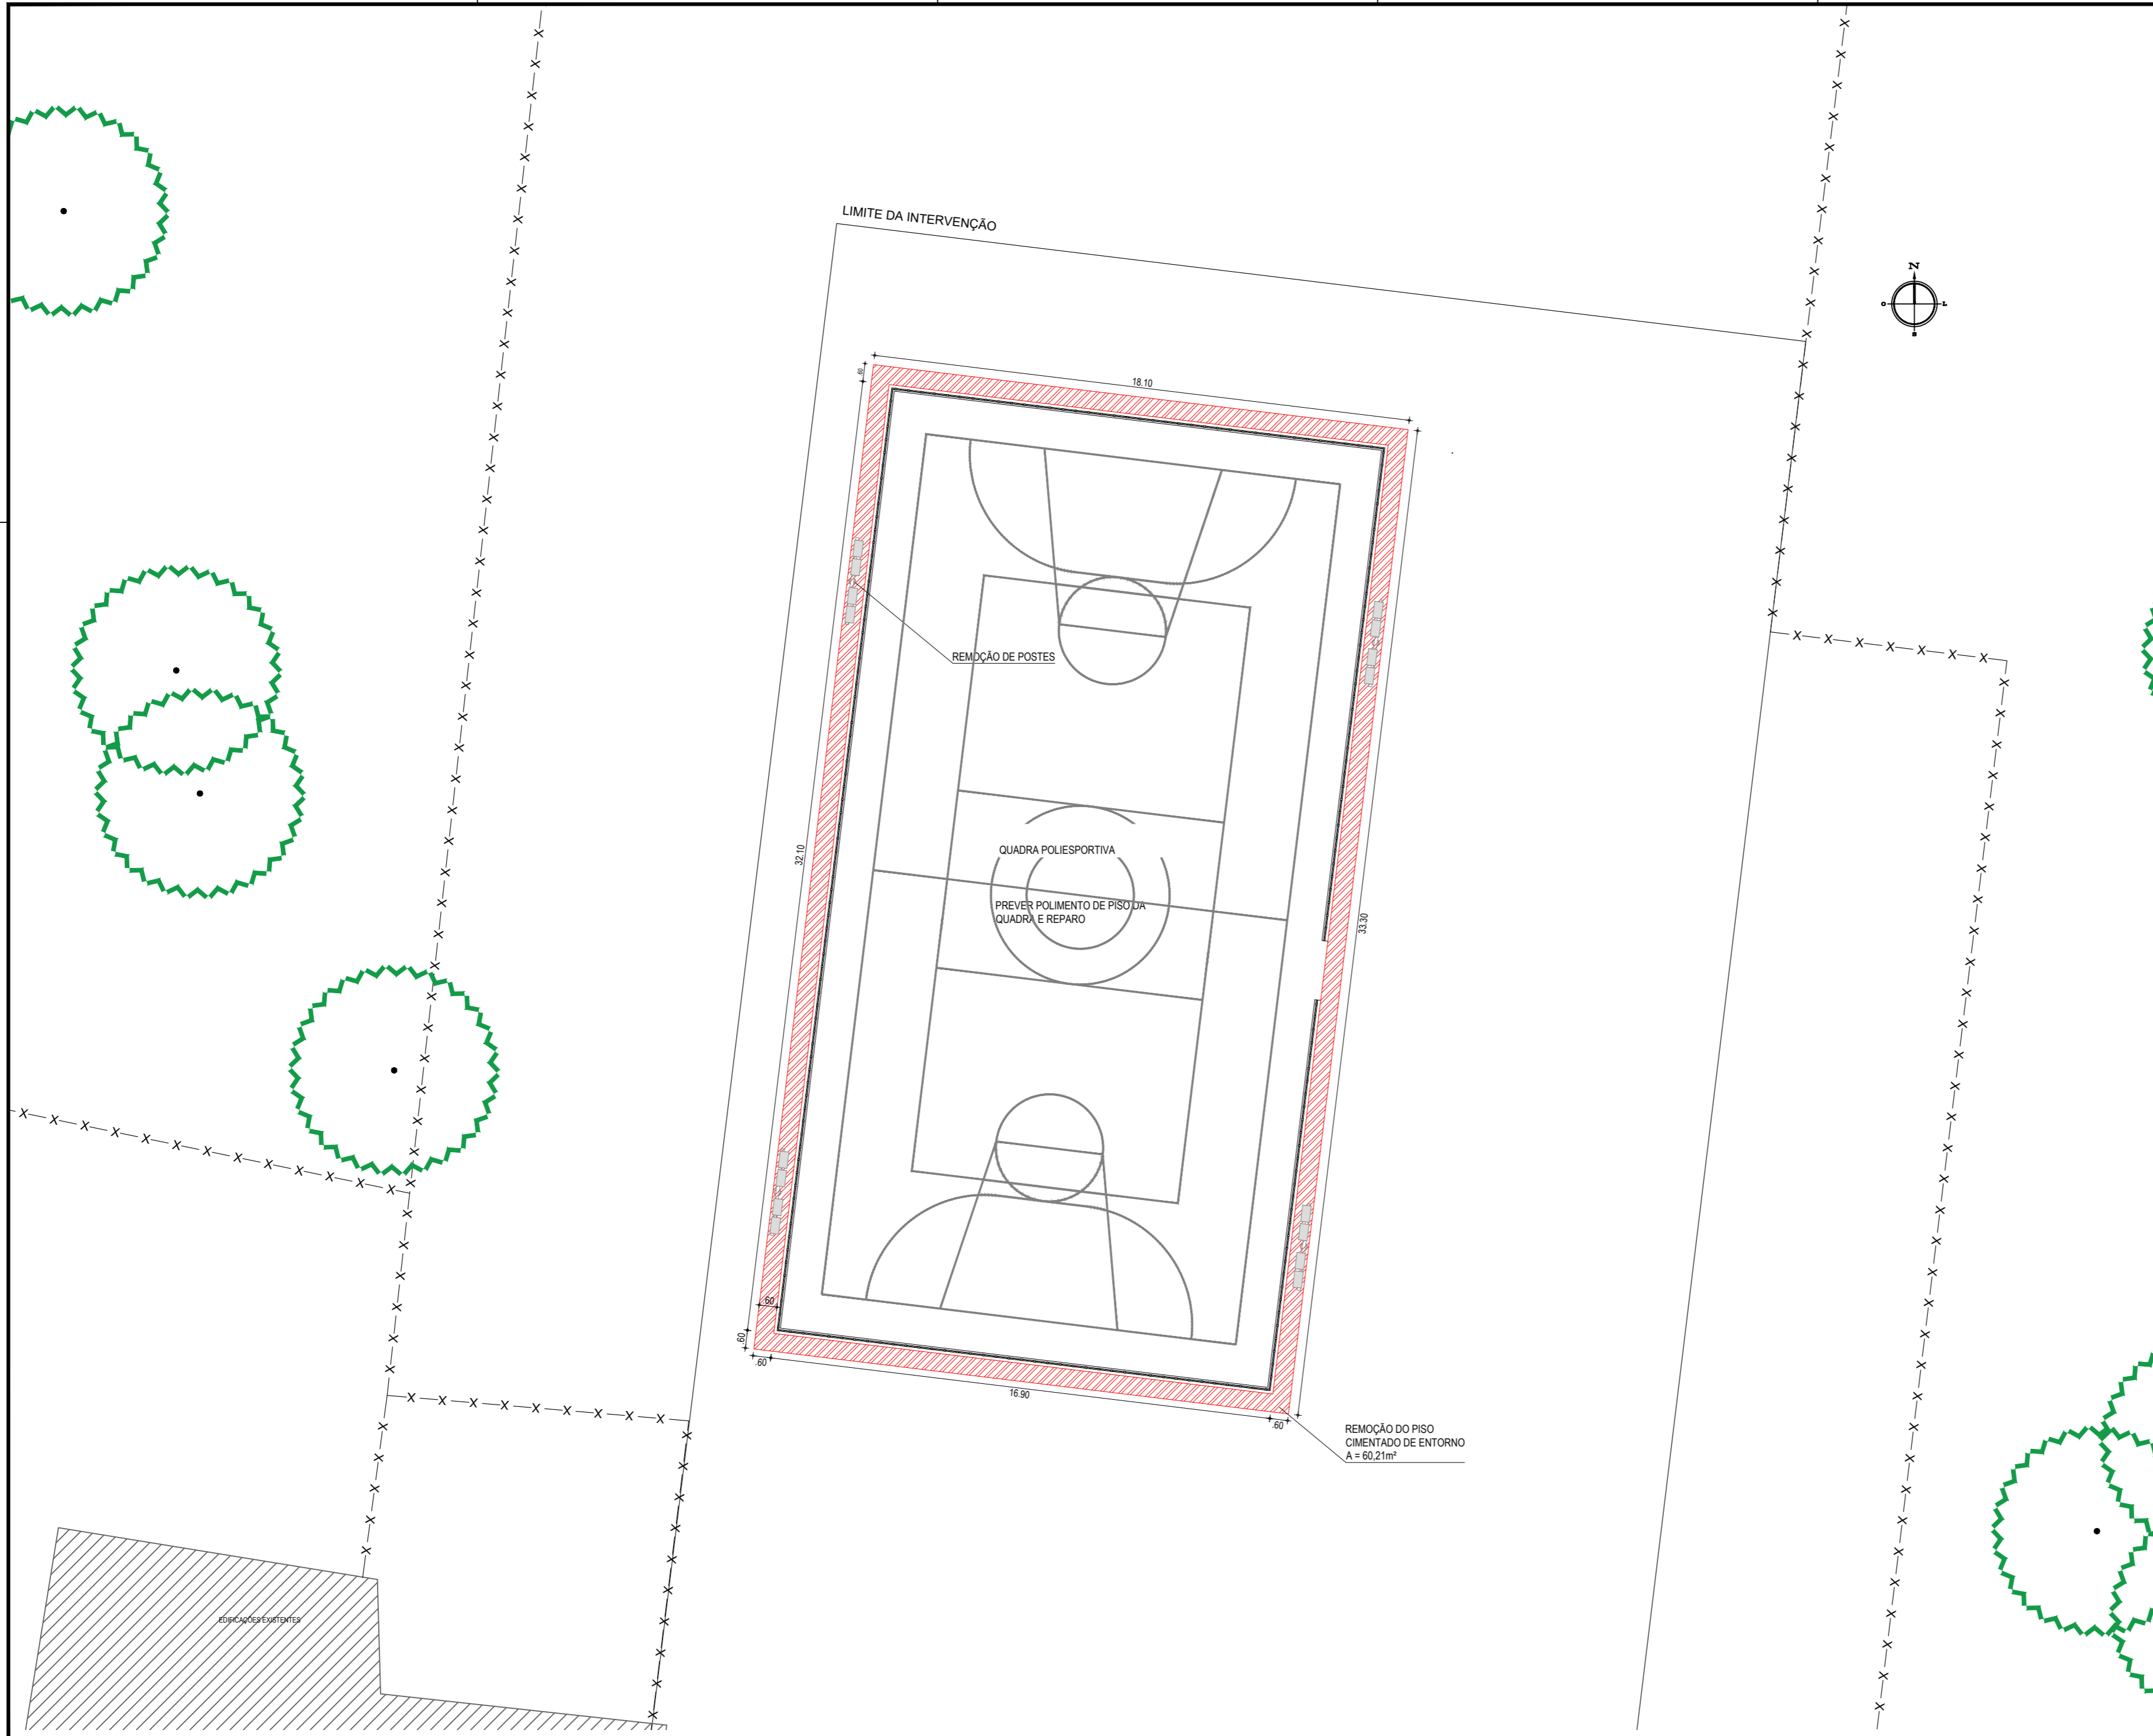 LIMITE DA INTERVENÇÃO
N
O
L
S
.60
18.10
REMOÇÃO DE POSTES
32.10
QUADRA POLIESPORTIVA
PREVER POLIMENTO DE PISO DA
QUADRA E REPARO
33.30
.60
.60
.60
16.90
.60
REMOÇÃO DO PISO
CIMENTADO DE ENTORNO
A = 60,21m²
EDIFICAÇÕES EXISTENTES